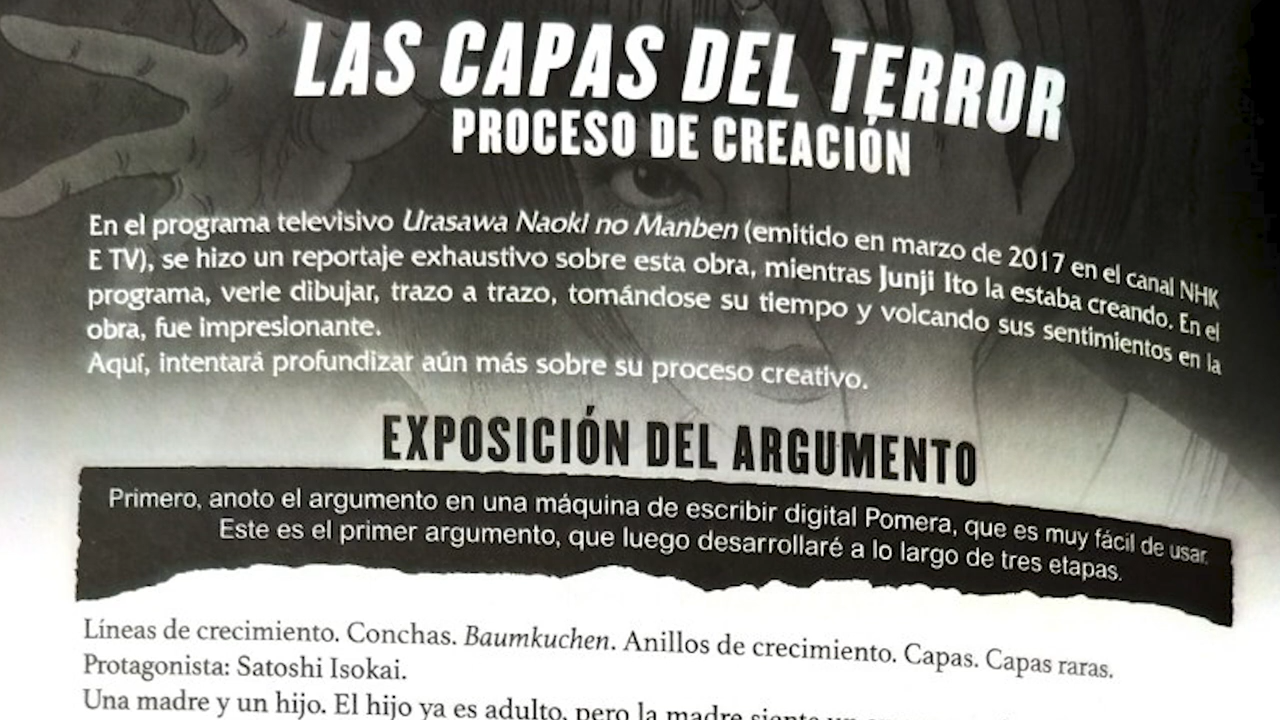 LAS CAPAS DEL TERROR
PROCESO DE CREACIÓN
En el programa televisivo Urasawa Naoki no Manben (emitido en marzo de 2017 en el canal NHK
E TV), se hizo un reportaje exhaustivo sobre esta obra, mientras Junji Ito la estaba creando. En el
programa, verle dibujar, trazo a trazo, tomándose su tiempo y volcando sus sentimientos en la
obra, fue impresionante.
Aquí, intentará profundizar aún más sobre su proceso creativo.
EXPOSICIÓN DEL ARGUMENTO
Primero, anoto el argumento en una máquina de escribir digital Pomera, que es muy fácil de usar.
Este es el primer argumento, que luego desarrollaré a lo largo de tres etapas.
Líneas de crecimiento. Conchas. Baumkuchen. Anillos de crecimiento. Capas. Capas raras.
Protagonista: Satoshi Isokai.
Una madre y un hijo. El hijo ya es adulto, pero la madre siente un